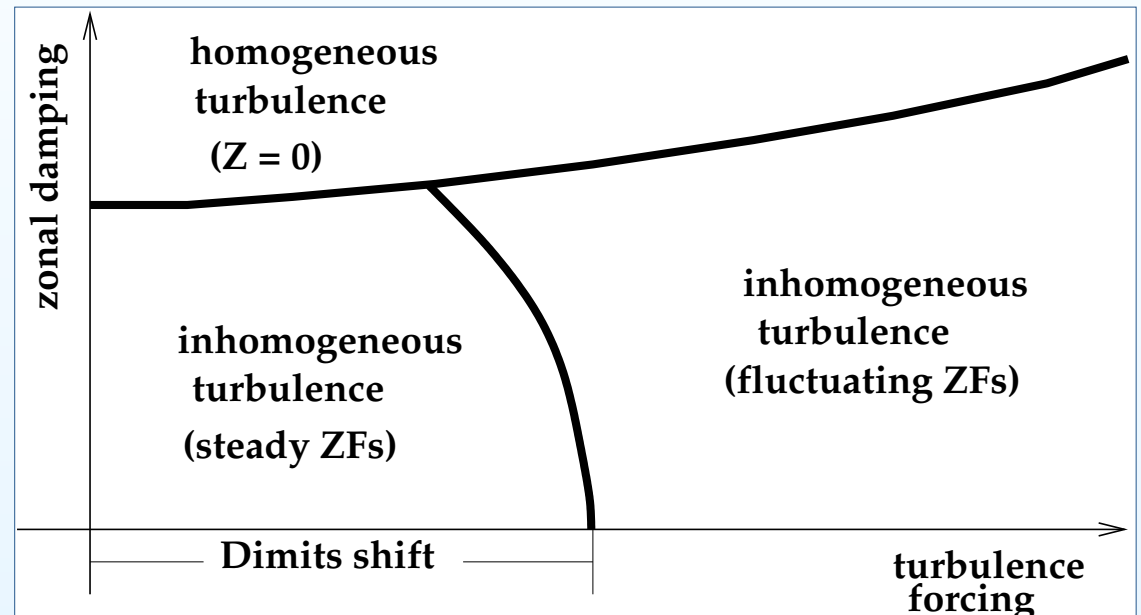 zonal damping
homogeneous
turbulence
(Z = 0)
inhomogeneous
turbulence
(steady ZFs)
inhomogeneous
turbulence
(fluctuating ZFs)
Dimits shift
turbulence
forcing